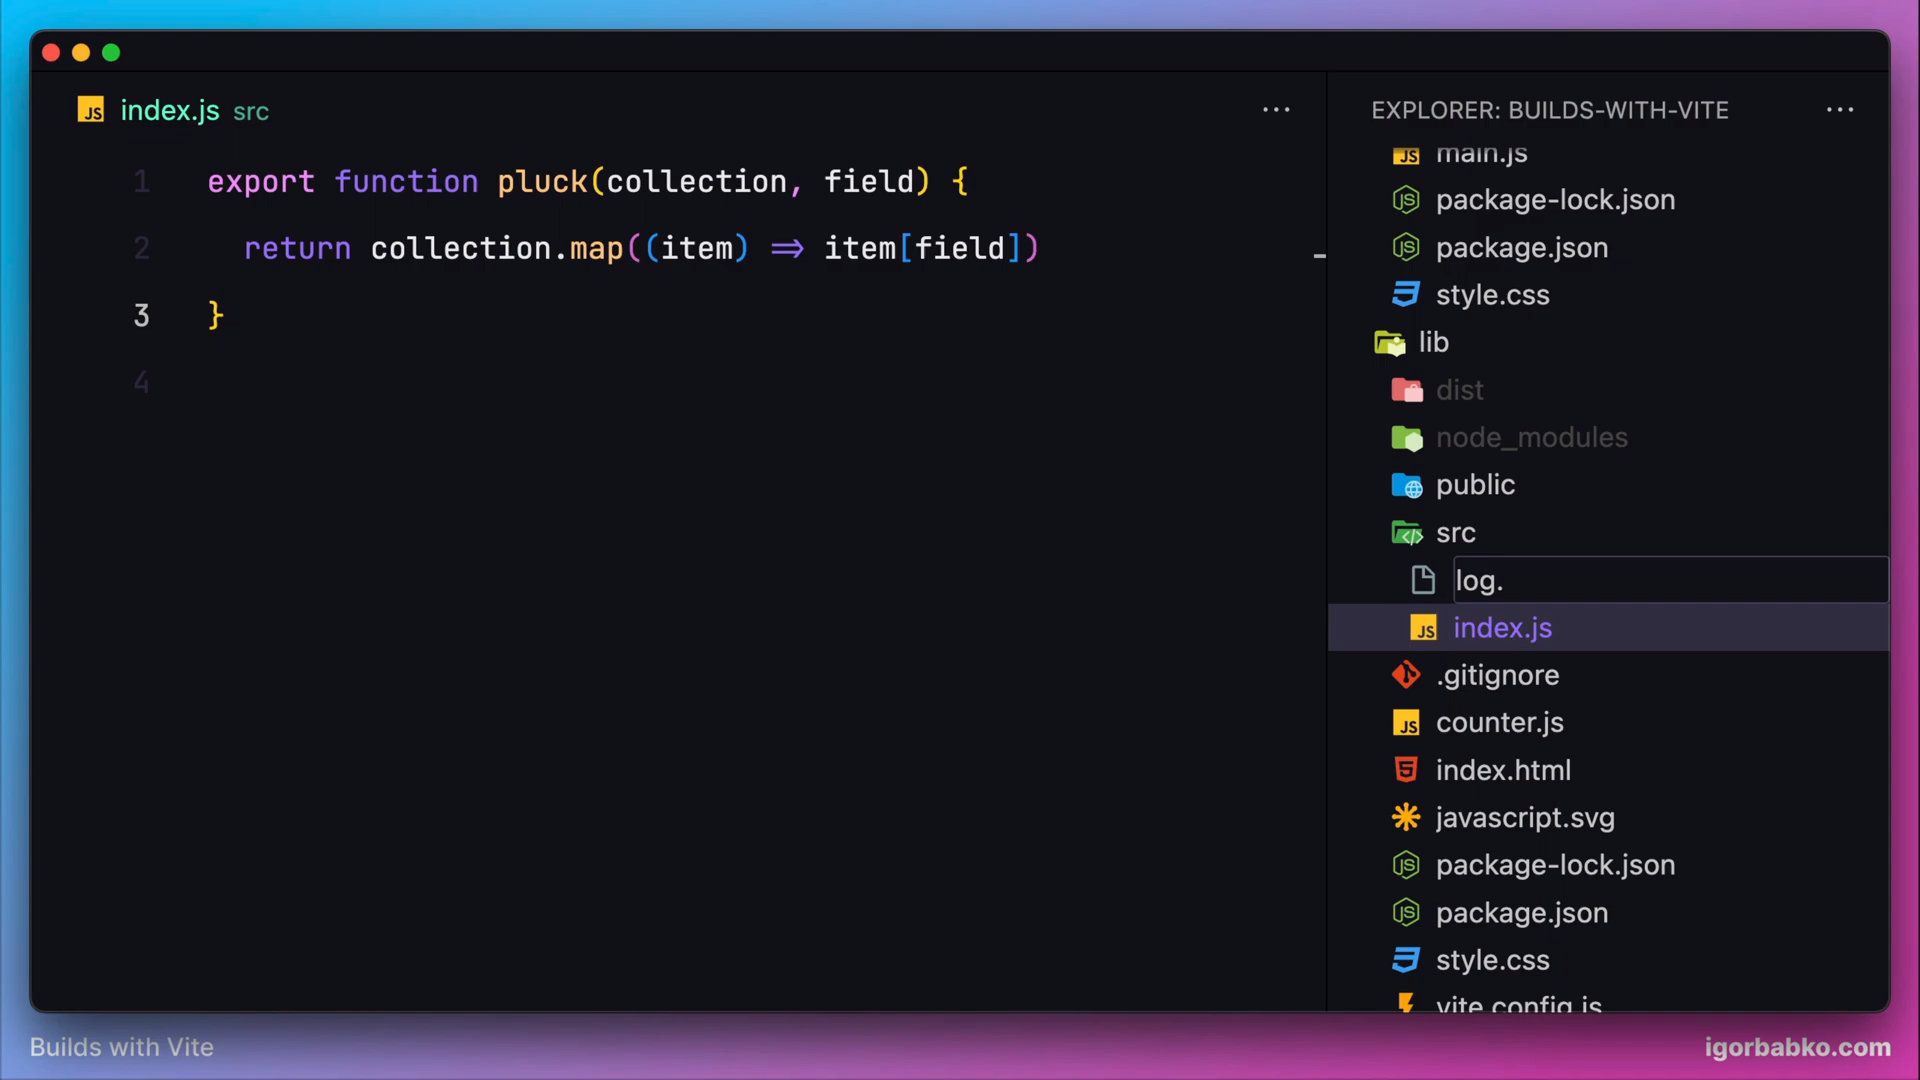 index.js src
1 export function pluck(collection, field) {
2 return collection.map((item) => item[field])
3 }
4
EXPLORER: BUILDS-WITH-VITE
main.js
package-lock.json
package.json
style.css
lib
dist
node_modules
public
src
log.
index.js
.gitignore
counter.js
index.html
javascript.svg
package-lock.json
package.json
style.css
vite.config.js
Builds with Vite
igorbabko.com